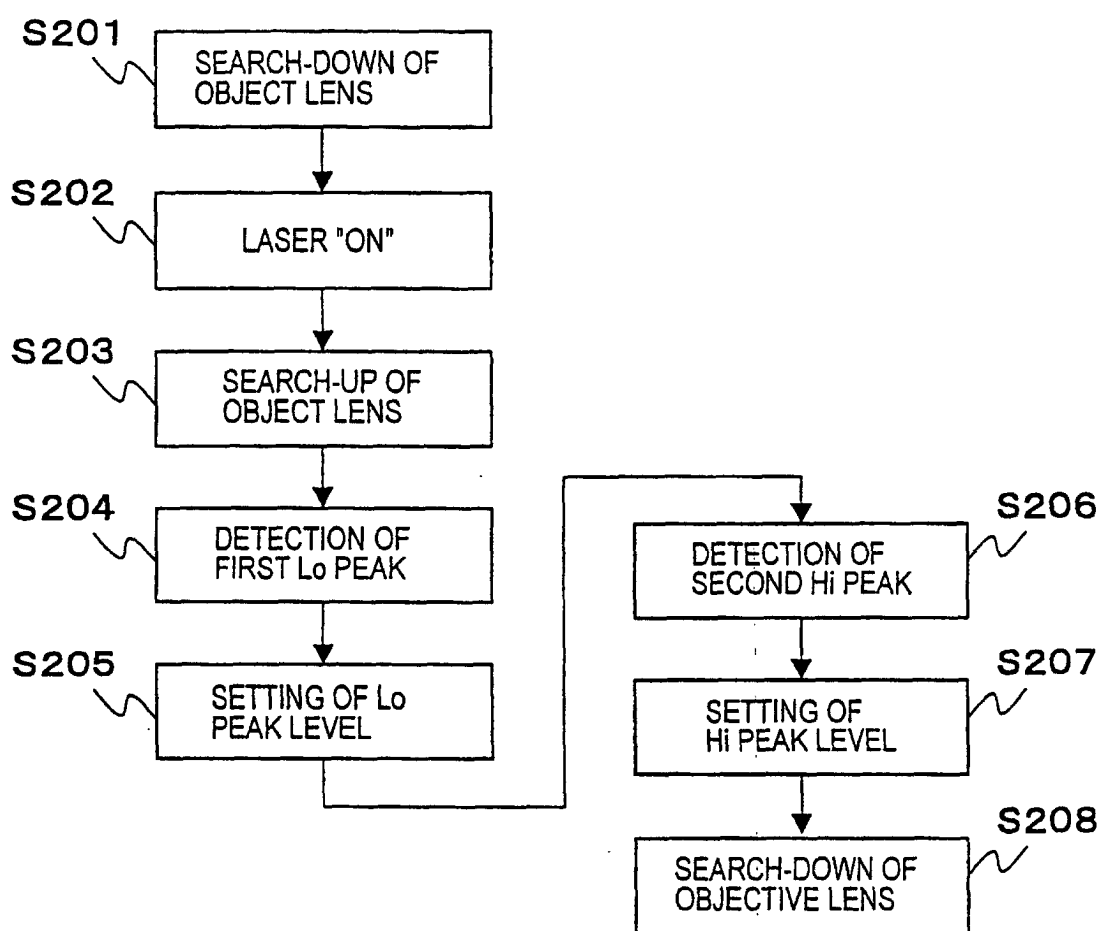 S201
SEARCH-DOWN OF
OBJECT LENS
S202
LASER "ON"
S203
SEARCH-UP OF
OBJECT LENS
S204
DETECTION OF
FIRST Lo PEAK
S205
SETTING OF Lo
PEAK LEVEL
S206
DETECTION OF
SECOND Hi PEAK
S207
SETTING OF
Hi PEAK LEVEL
S208
SEARCH-DOWN OF
OBJECTIVE LENS